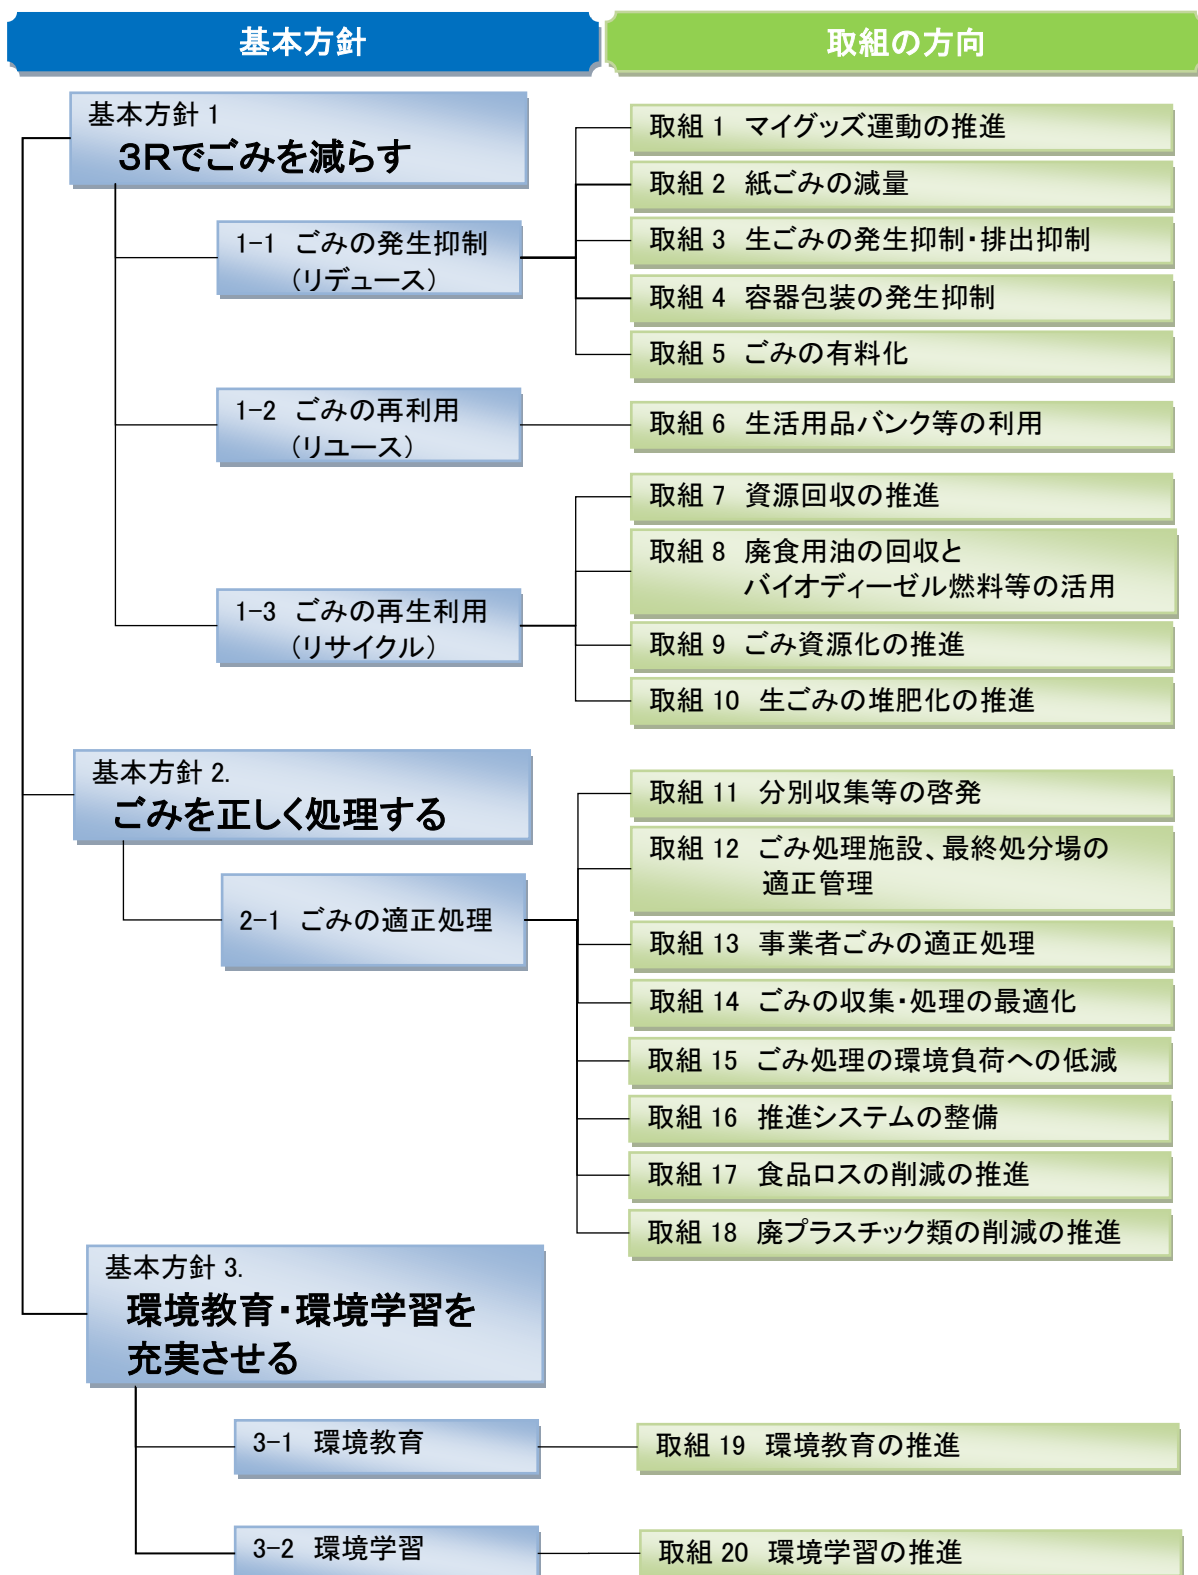 基本方針
取組の方向
基本方針 1
3Rでごみを減らす
1-1 ごみの発生抑制
(リデュース)
取組 1 マイグッズ運動の推進
取組 2 紙ごみの減量
取組 3 生ごみの発生抑制・排出抑制
取組 4 容器包装の発生抑制
取組 5 ごみの有料化
1-2 ごみの再利用
(リユース)
取組 6 生活用品バンク等の利用
1-3 ごみの再生利用
(リサイクル)
取組 7 資源回収の推進
取組 8 廃食用油の回収と
バイオディーゼル燃料等の活用
取組 9 ごみ資源化の推進
取組 10 生ごみの堆肥化の推進
基本方針 2.
ごみを正しく処理する
2-1 ごみの適正処理
取組 11 分別収集等の啓発
取組 12 ごみ処理施設、最終処分場の
適正管理
取組 13 事業者ごみの適正処理
取組 14 ごみの収集・処理の最適化
取組 15 ごみ処理の環境負荷への低減
取組 16 推進システムの整備
取組 17 食品ロスの削減の推進
取組 18 廃プラスチック類の削減の推進
基本方針 3.
環境教育・環境学習を
充実させる
3-1 環境教育
取組 19 環境教育の推進
3-2 環境学習
取組 20 環境学習の推進